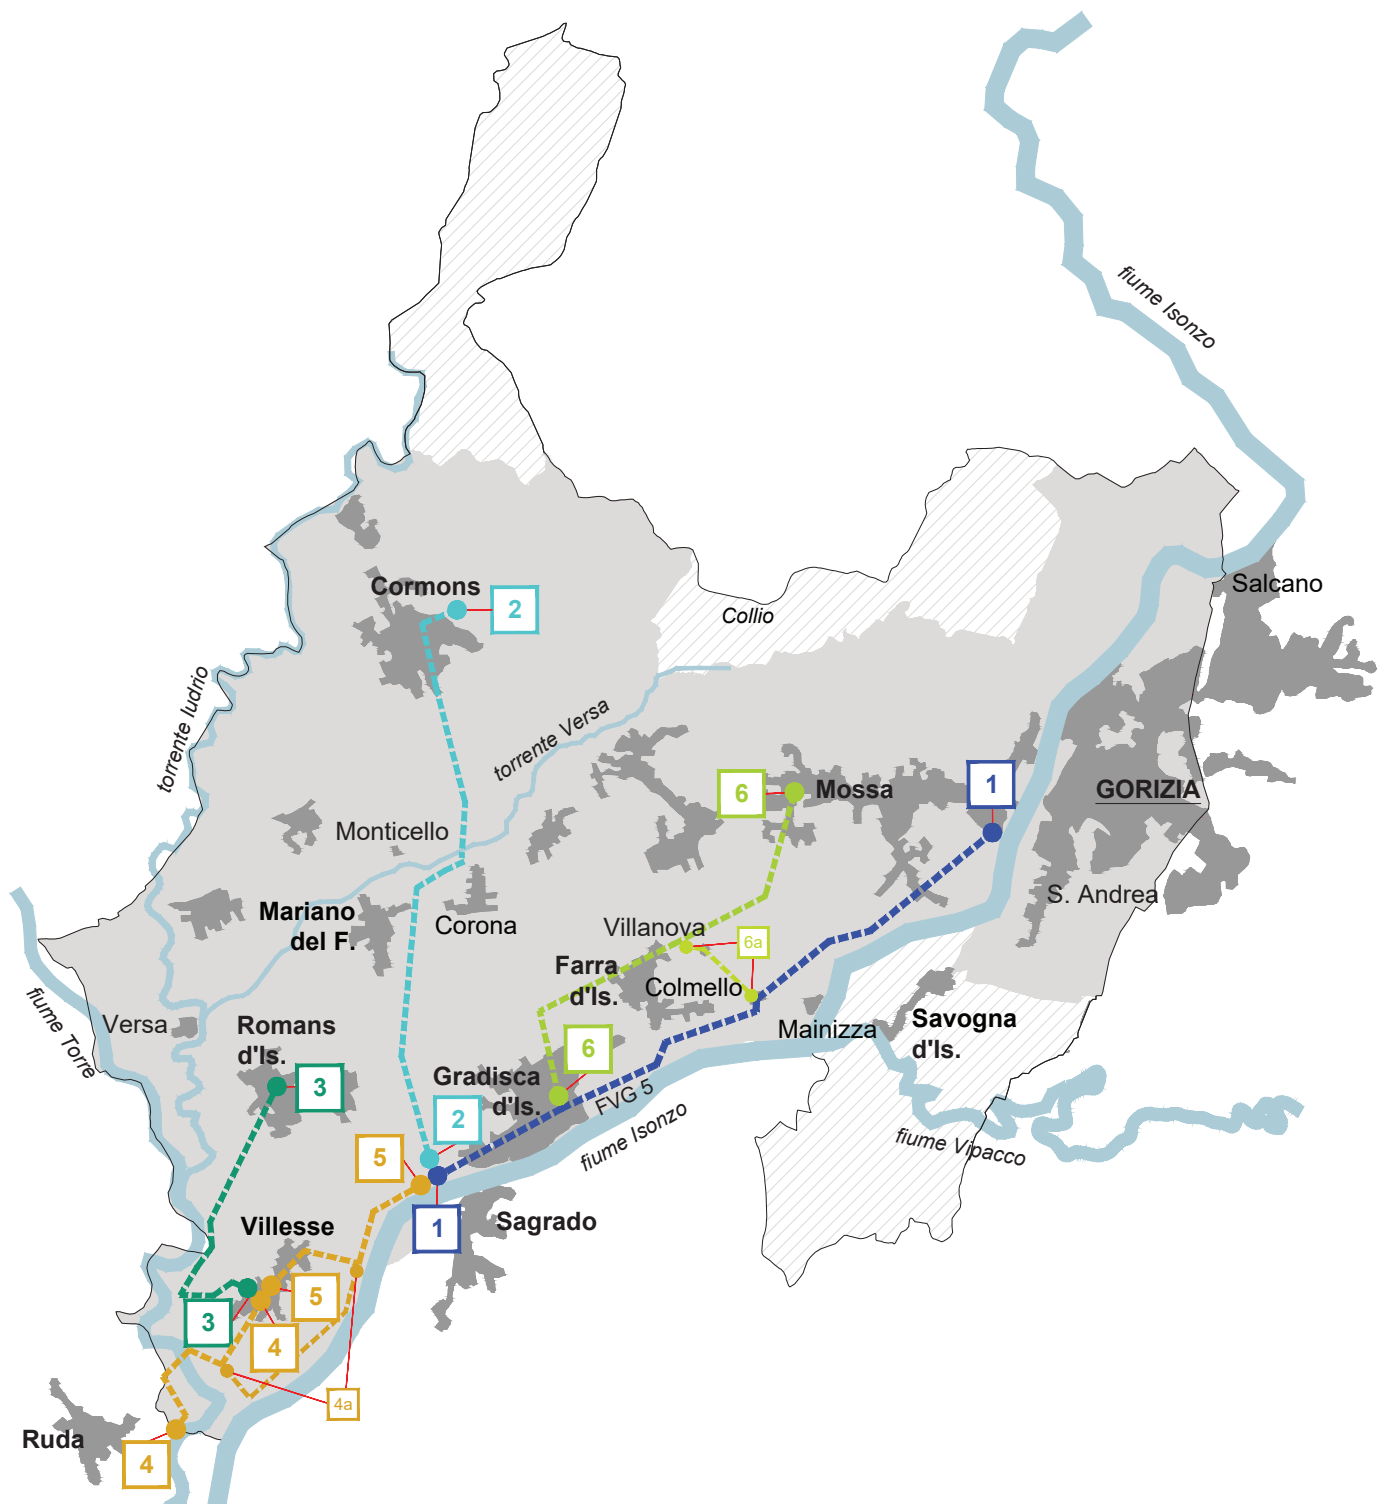 fiume Isonzo
Salcano
Cormons
2
Collio
torrente Iudrio
torrente Versa
6
Mossa
1
GORIZIA
Monticello
S. Andrea
Mariano
del F.
Corona
Villanova
6a
Farra
d'Is.
Colmello
fiume Torre
Versa
Romans
d'Is.
Mainizza
Savogna
d'Is.
3
Gradisca
d'Is.
6
FVG 5
2
fiume Isonzo
fiume Vipacco
5
1
Sagrado
Villesse
3
5
4
4a
Ruda
4